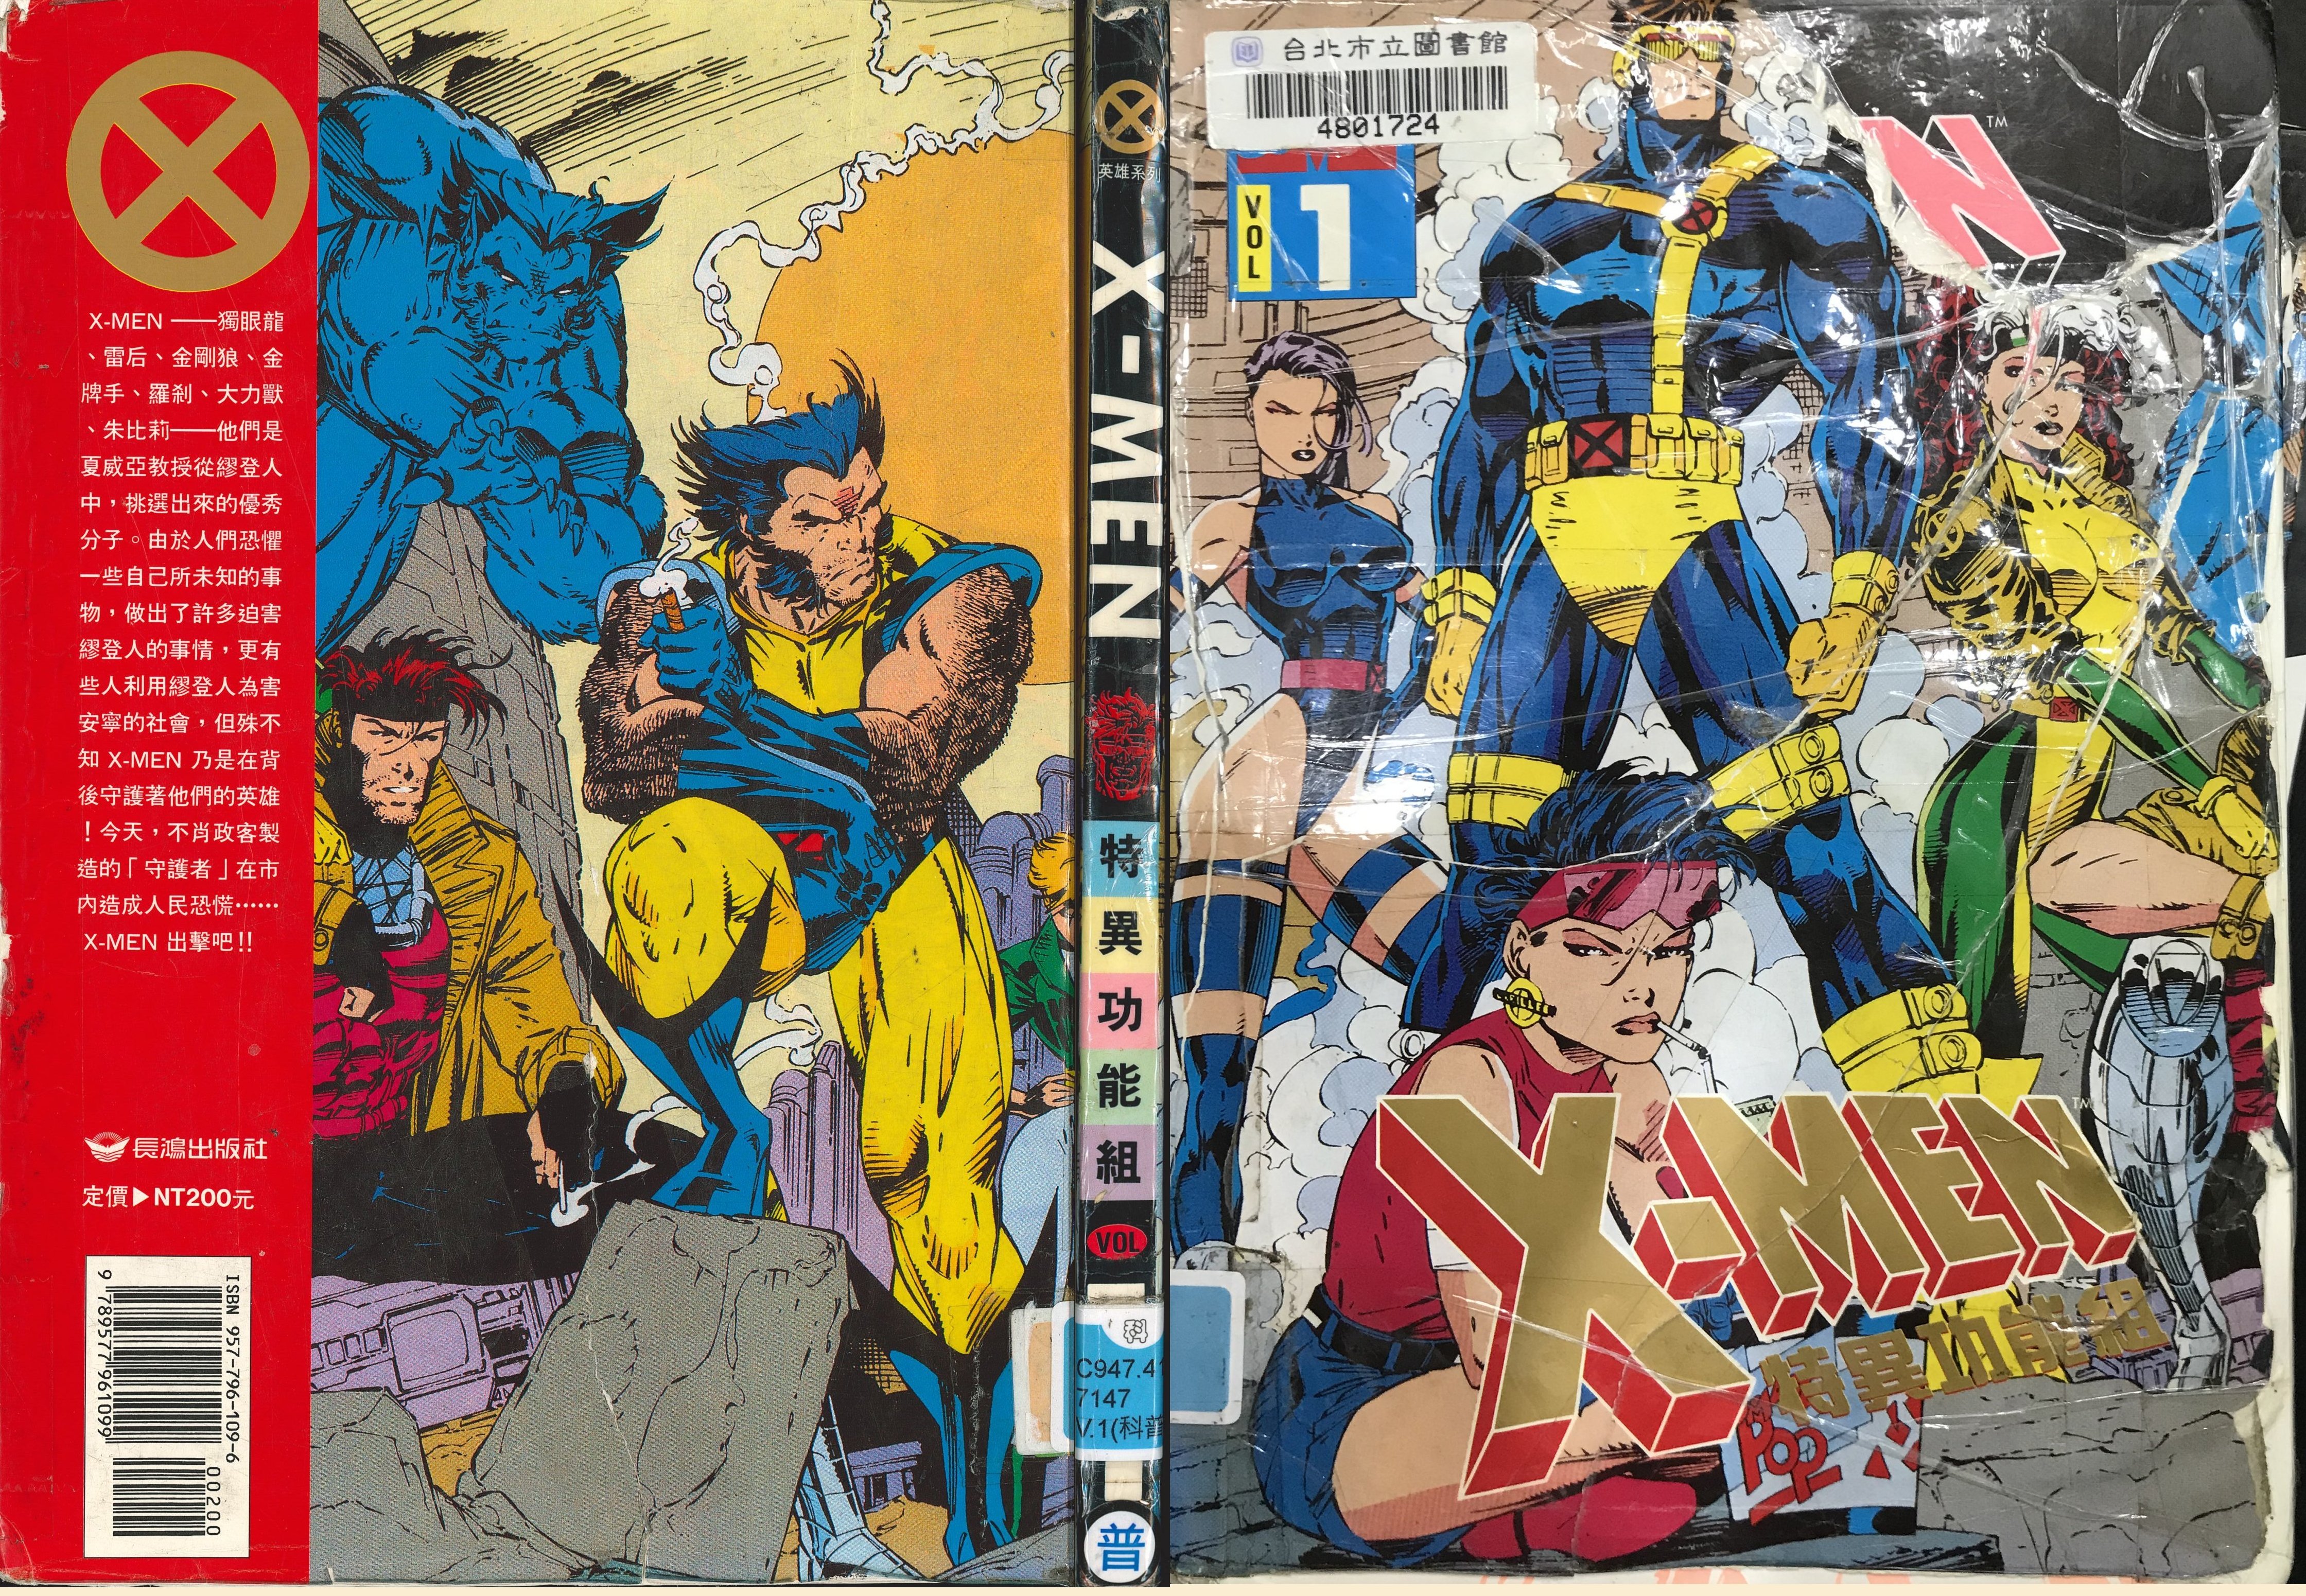 X-MEN ——獨眼龍
、雷后、金剛狼、金
牌手、羅剎、大力獸
、朱比莉——他們是
夏威亞教授從繆登人
中，挑選出來的優秀
分子。由於人們恐懼
一些自己所未知的事
物，做出了許多迫害
繆登人的事情，更有
些人利用繆登人為害
安寧的社會，但殊不
知 X-MEN 乃是在背
後守護著他們的英雄
！今天，不肖政客製
造的「守護者」在市
內造成人民恐慌……
X-MEN 出擊吧!!
長鴻出版社
定價▶NT200元
ISBN 957-796-109-6
9 789577 961099
00200
英雄系列
X-MEN
特異功能組
VOL
1
科
C947.41
7147
V.1(科普
普
台北市立圖書館
4801724
VOL
1
N™
X-MEN™
特異功能組
POP